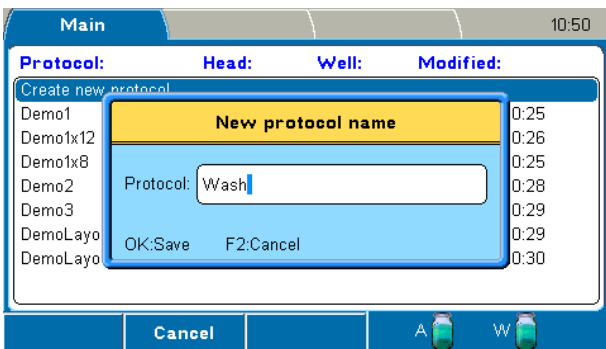 Main 10:50
Protocol: Head: Well: Modified:
Create new protocol
New protocol name
Demo1 0:25
Demo1x12 0:26
Demo1x8 0:25
Protocol: Wash
Demo2 0:28
Demo3 0:29
DemoLayo 0:29
OK:Save F2:Cancel
DemoLayo 0:30
Cancel A W